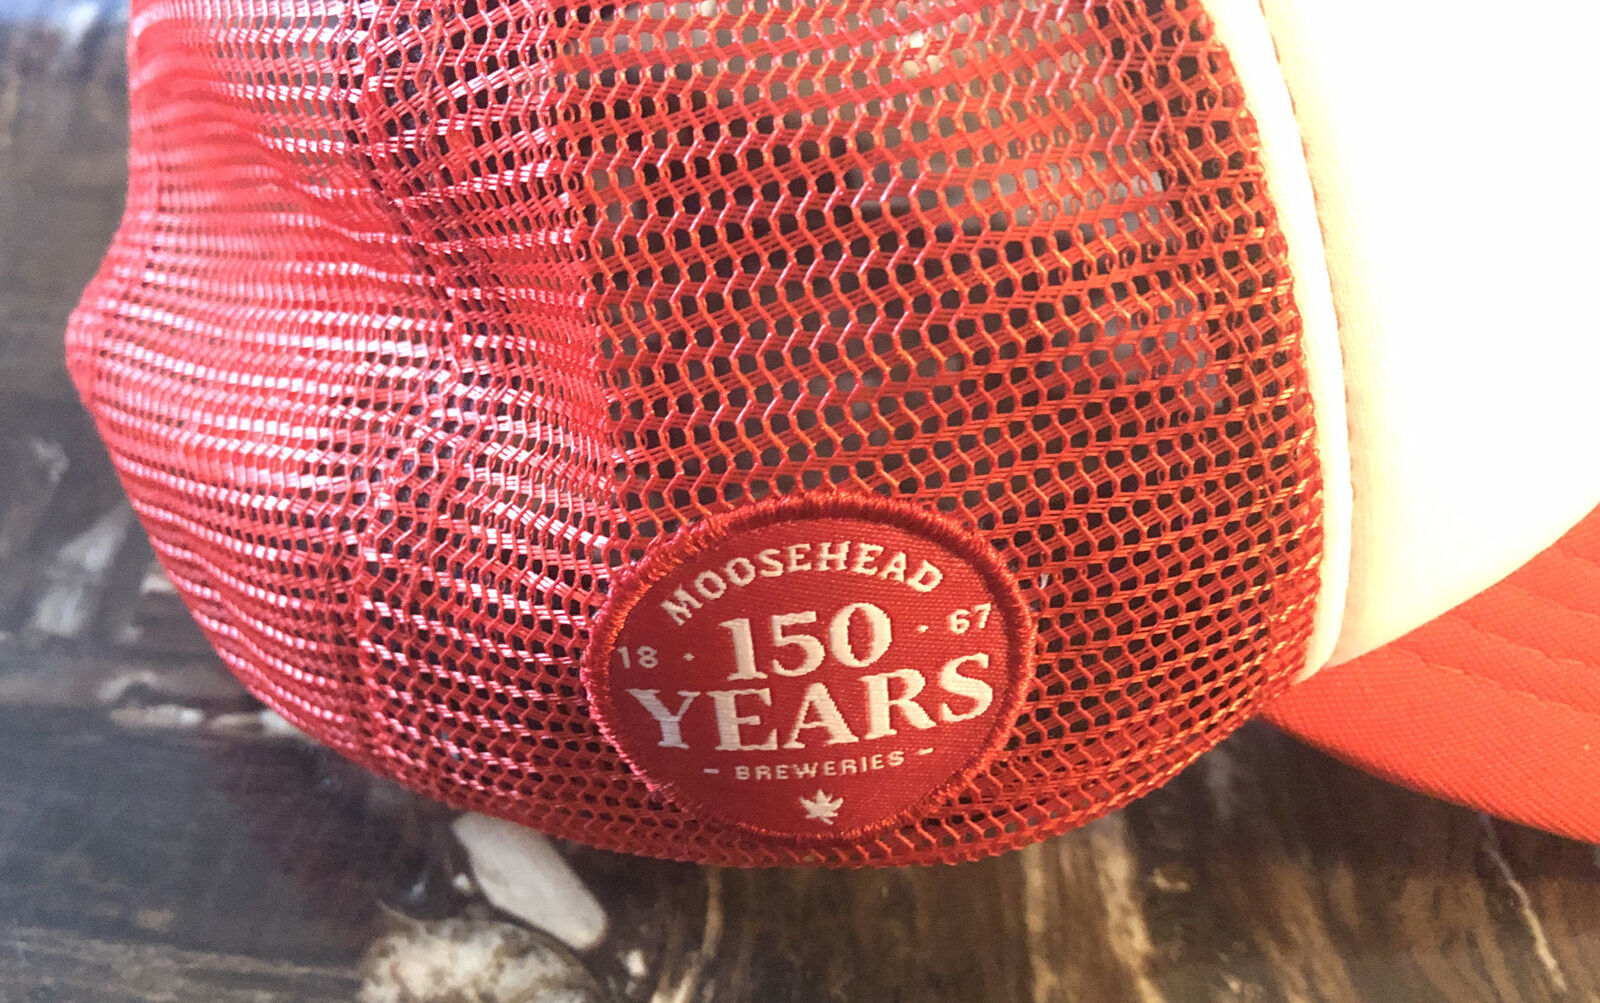 MOOSEHEAD
18 · 150 · 67
YEARS
- BREWERIES -